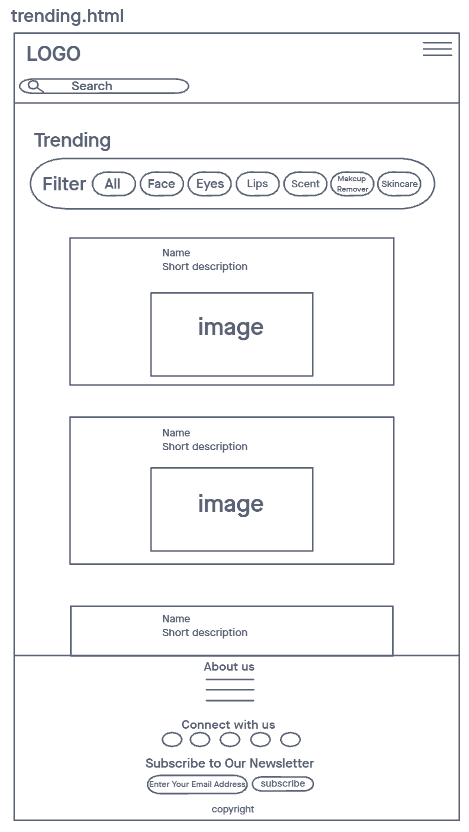 trending.html
LOGO
Search
Trending
Filter All Face Eyes Lips Scent Makeup Remover Skincare
Name
Short description
image
Name
Short description
image
Name
Short description
About us
Connect with us
Subscribe to Our Newsletter
Enter Your Email Address subscribe
copyright